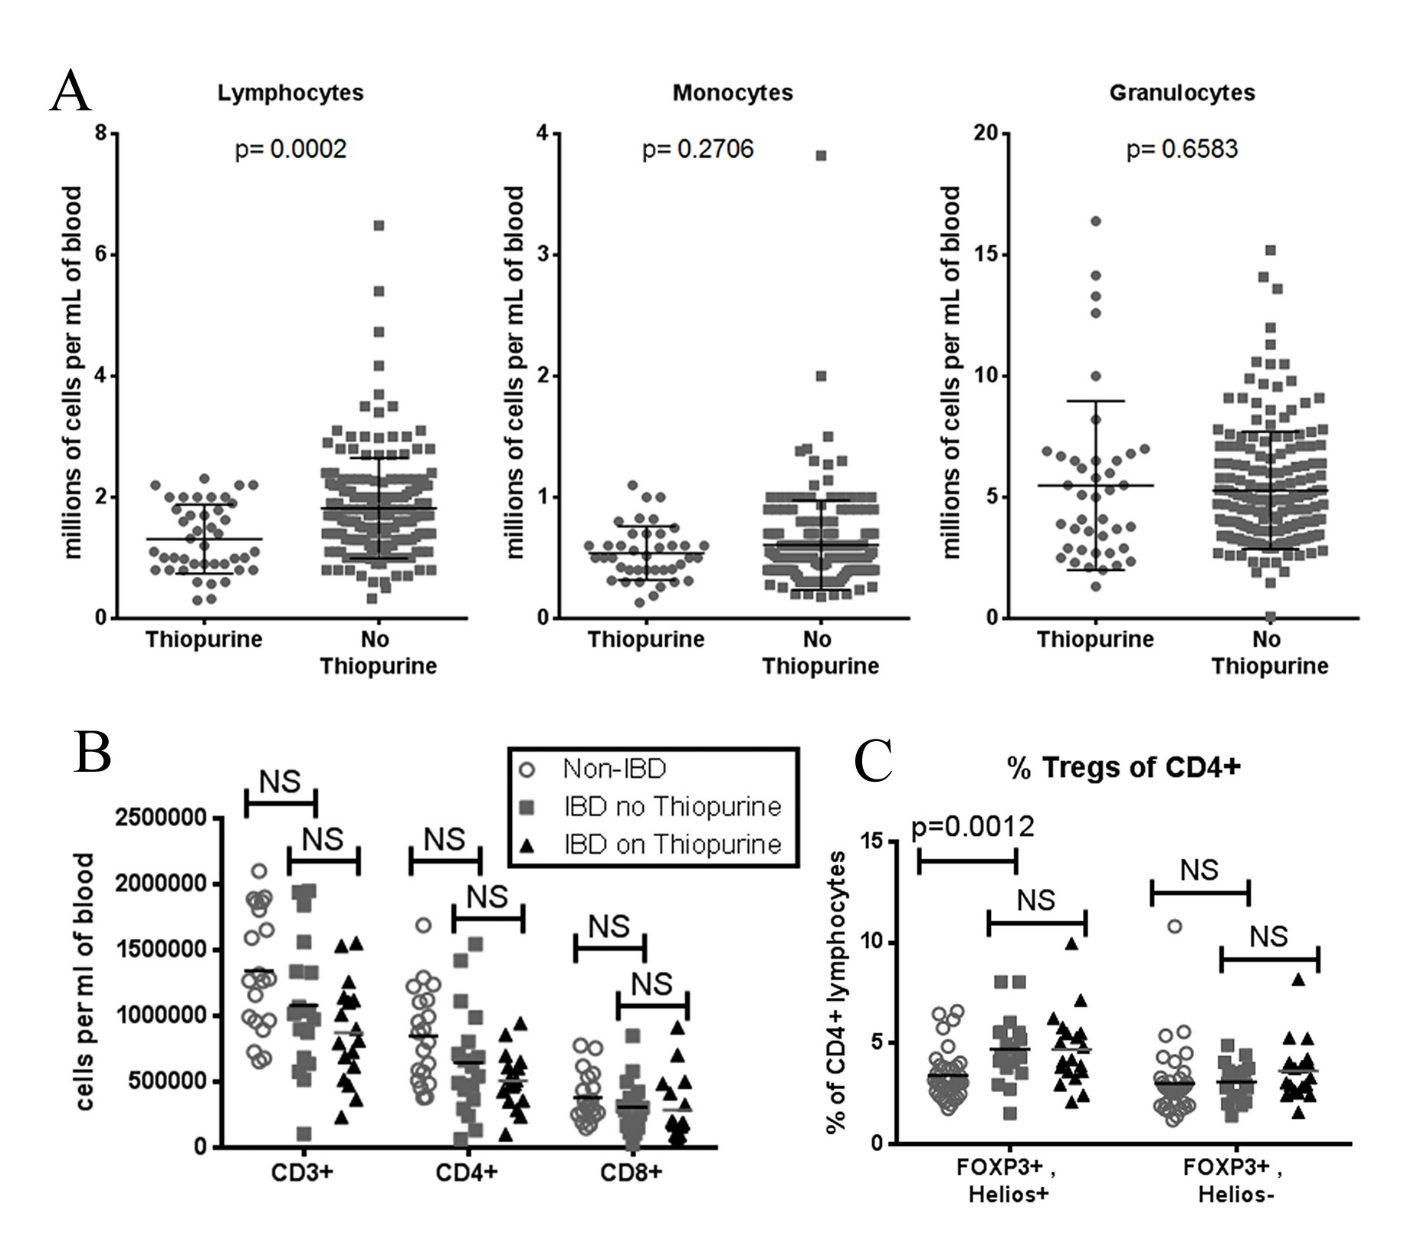 A
Lymphocytes
p= 0.0002
millions of cells per mL of blood
8
6
4
2
0
Thiopurine
No
Thiopurine
Monocytes
p= 0.2706
millions of cells per mL of blood
4
3
2
1
0
Thiopurine
No
Thiopurine
Granulocytes
p= 0.6583
millions of cells per mL of blood
20
15
10
5
0
Thiopurine
No
Thiopurine
B
Non-IBD
IBD no Thiopurine
IBD on Thiopurine
NS
NS
NS
NS
NS
NS
cells per ml of blood
2500000
2000000
1500000
1000000
500000
0
CD3+
CD4+
CD8+
C
% Tregs of CD4+
p=0.0012
NS
NS
NS
% of CD4+ lymphocytes
15
10
5
0
FOXP3+ ,
Helios+
FOXP3+ ,
Helios-